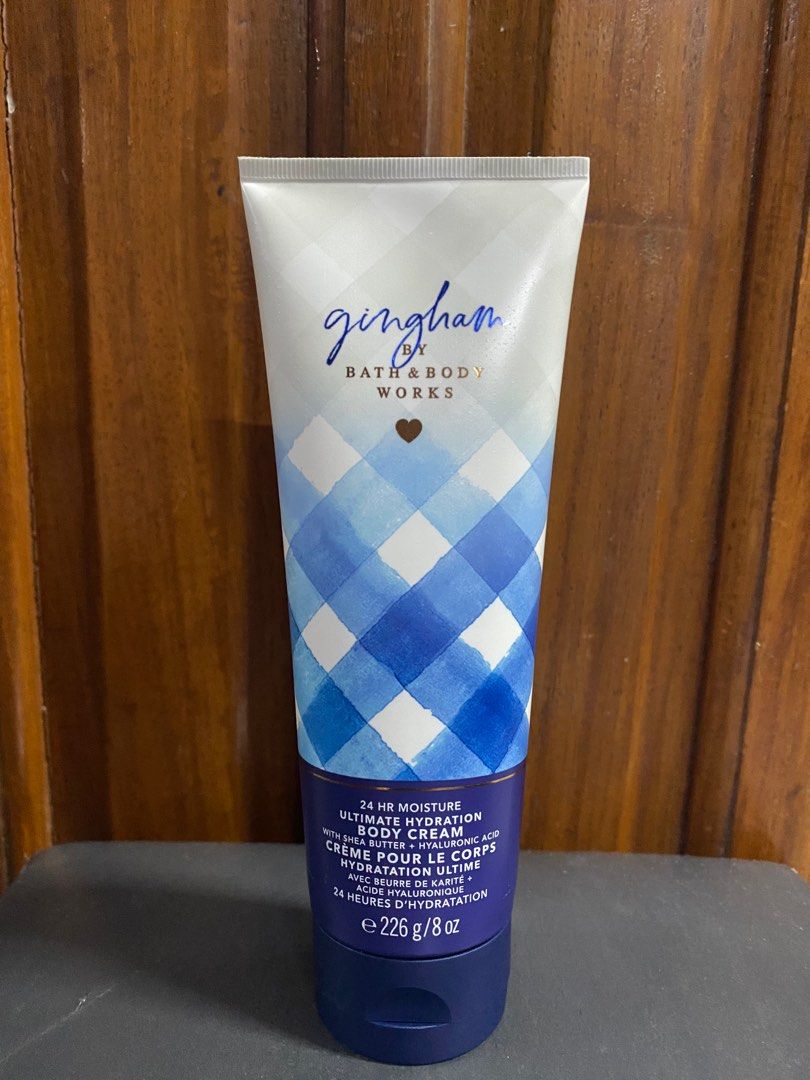 gingham
BY
BATH & BODY
WORKS
24 HR MOISTURE
ULTIMATE HYDRATION
BODY CREAM
WITH SHEA BUTTER + HYALURONIC ACID
CRÈME POUR LE CORPS
HYDRATATION ULTIME
AVEC BEURRE DE KARITÉ +
ACIDE HYALURONIQUE
24 HEURES D'HYDRATATION
℮ 226 g/8 oz